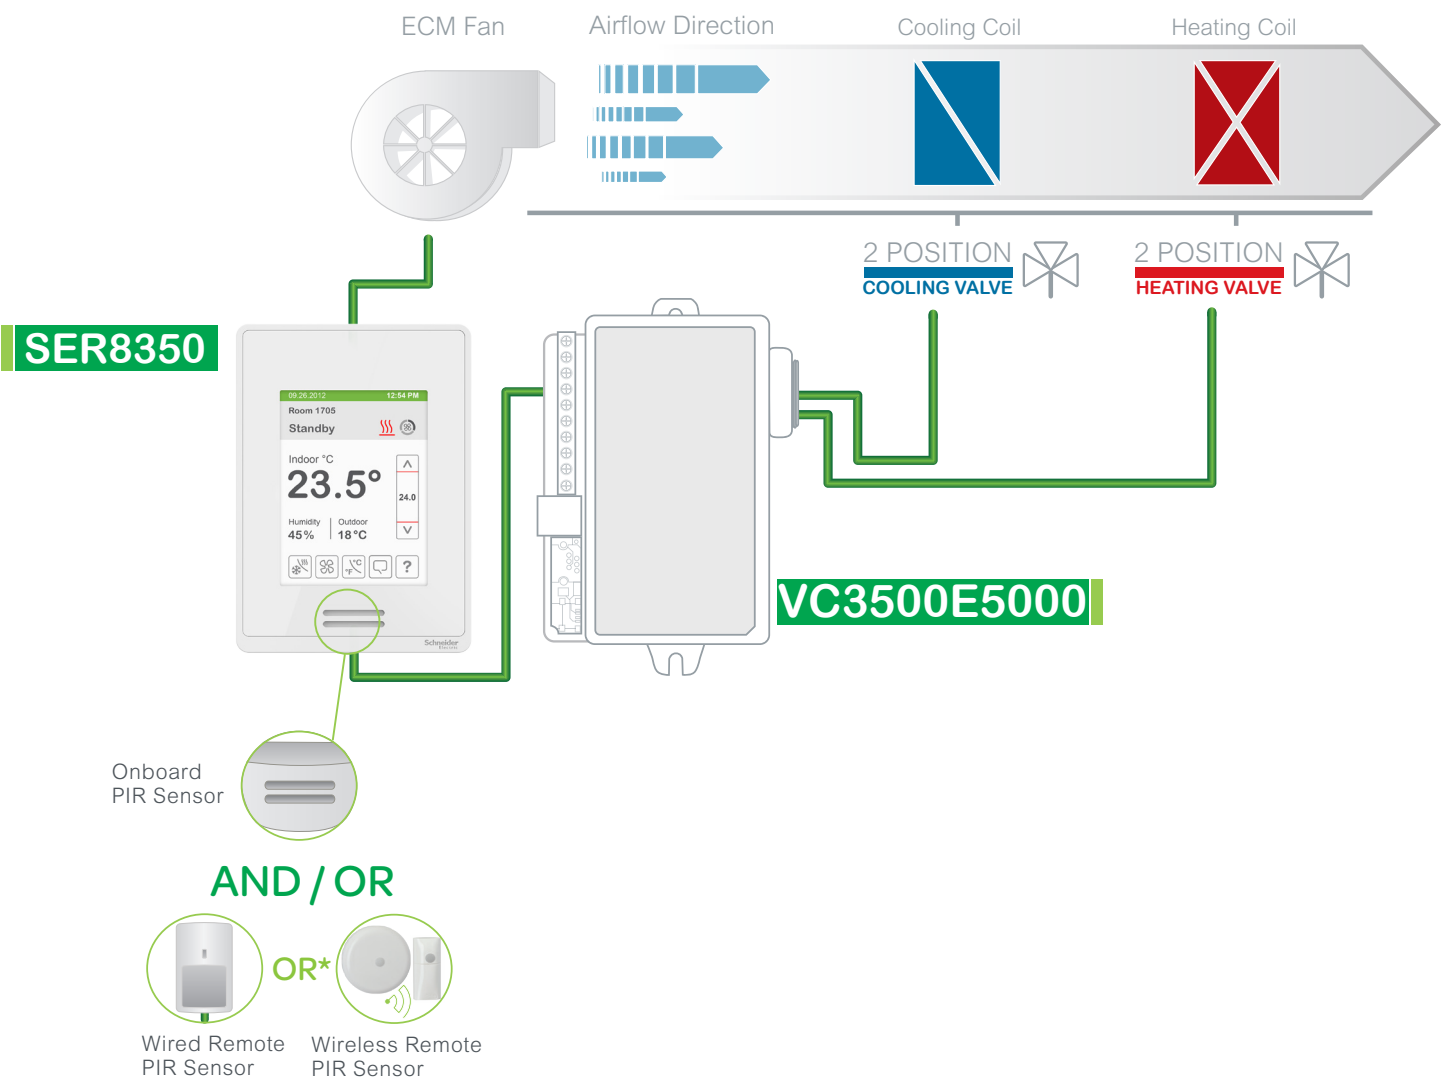 ECM Fan
Airflow Direction
Cooling Coil
Heating Coil
2 POSITION
COOLING VALVE
2 POSITION
HEATING VALVE
SER8350
09.26.2012 12:54 PM
Room 1705
Standby
Indoor °C
23.5°
24.0
Humidity
45%
Outdoor
18°C
°C
°F
?
Schneider
Electric
VC3500E5000
Onboard
PIR Sensor
AND / OR
OR*
Wired Remote
PIR Sensor
Wireless Remote
PIR Sensor